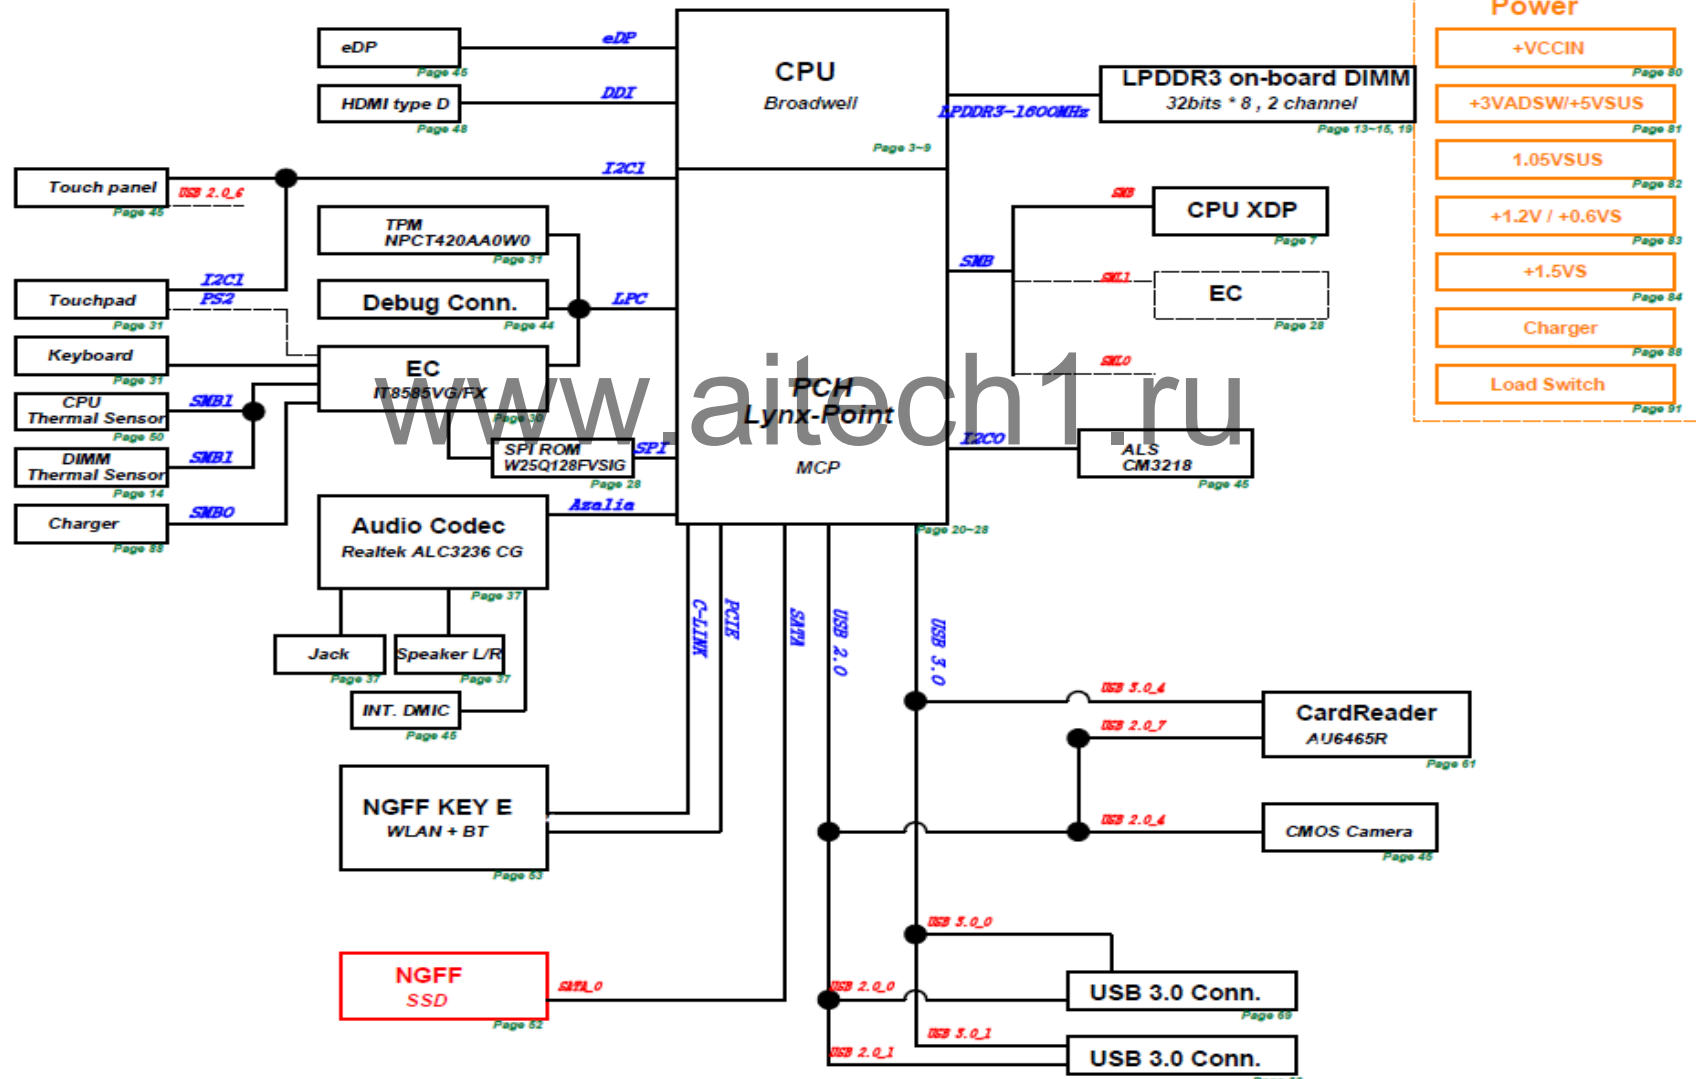 Power
eDP
eDP
Page 45
HDMI type D
DDI
Page 48
CPU
Broadwell
Page 3~9
LPDDR3-1600MHz
LPDDR3 on-board DIMM
32bits * 8 , 2 channel
Page 13~15, 19
+VCCIN
Page 80
+3VADSW/+5VSUS
Page 81
1.05VSUS
Page 82
+1.2V / +0.6VS
Page 83
+1.5VS
Page 84
Charger
Page 88
Load Switch
Page 91
I2C1
Touch panel
USB 2.0_6
Page 45
TPM
NPCT420AA0W0
Page 31
I2C1
PS2
Touchpad
Page 31
Debug Conn.
LPC
Page 44
Keyboard
Page 31
EC
IT8585VG/FX
Page 30
CPU
Thermal Sensor
SMB1
Page 50
DIMM
Thermal Sensor
SMB1
Page 14
Charger
SMB0
Page 88
SPI ROM
W25Q128FVSIG
SPI
Page 28
PCH
Lynx-Point
MCP
Page 20~28
SMB
SMB
CPU XDP
Page 7
SML1
EC
Page 28
SML0
I2C0
ALS
CM3218
Page 45
www.aitech1.ru
Azalia
Audio Codec
Realtek ALC3236 CG
Page 37
Jack
Page 37
Speaker L/R
Page 37
INT. DMIC
Page 45
C-LINK
PCIE
SATA
USB 2.0
USB 3.0
NGFF KEY E
WLAN + BT
Page 53
NGFF
SSD
SATA_0
Page 52
USB 3.0_4
CardReader
AU6465R
USB 2.0_7
Page 61
USB 2.0_4
CMOS Camera
Page 45
USB 3.0_0
USB 2.0_0
USB 3.0 Conn.
Page 69
USB 3.0_1
USB 2.0_1
USB 3.0 Conn.